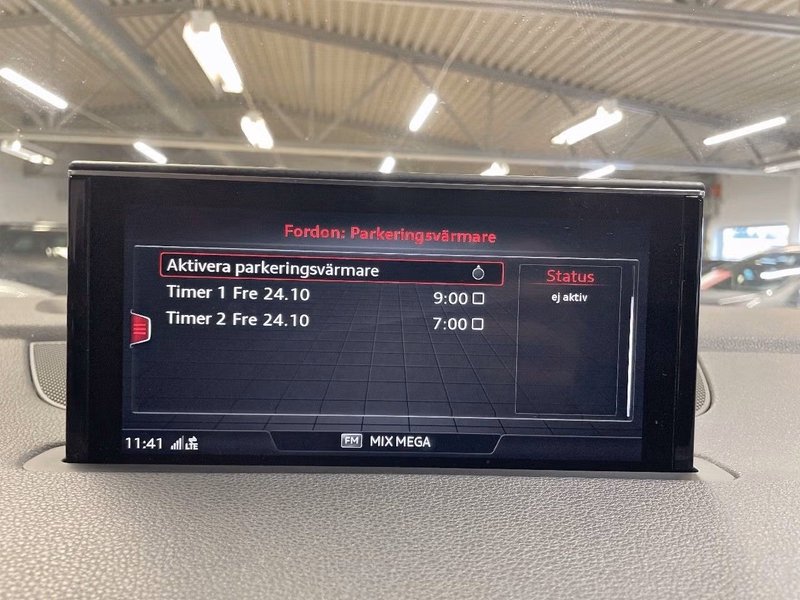 Fordon: Parkeringsvärmare
Aktivera parkeringsvärmare
Timer 1 Fre 24.10 9:00
Timer 2 Fre 24.10 7:00
Status
ej aktiv
11:41 LTE
FM MIX MEGA